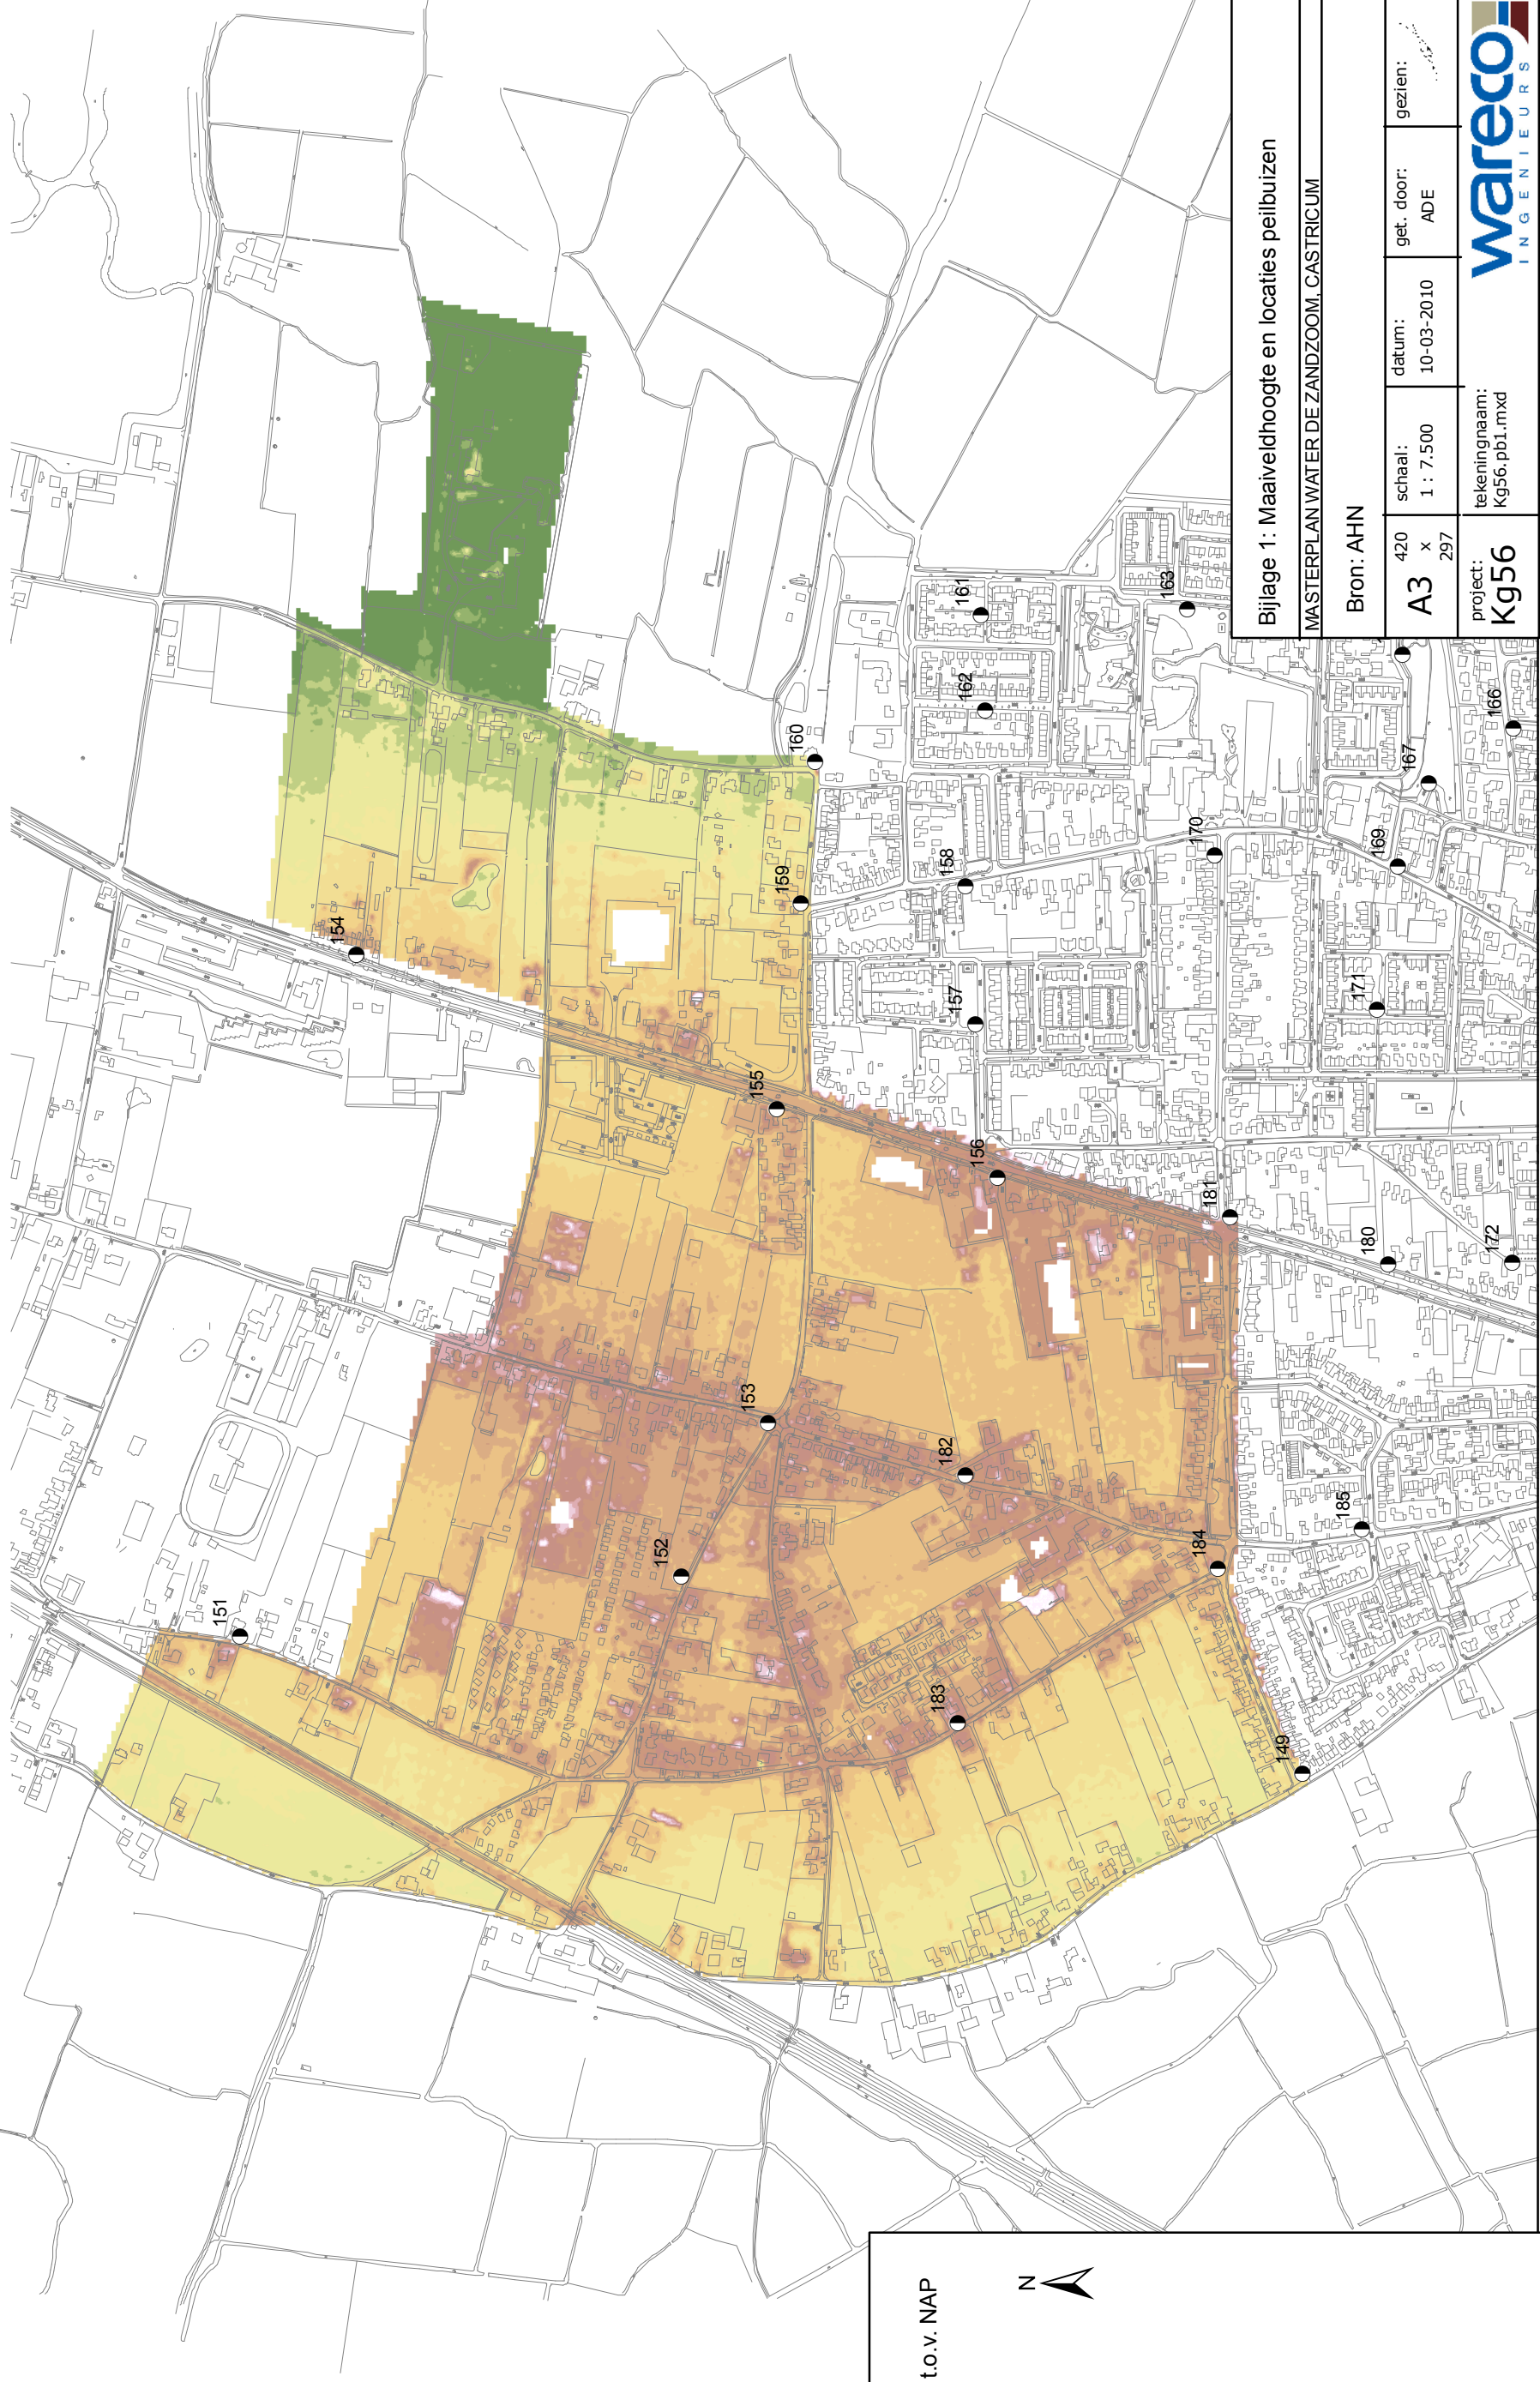 151
154
152
153
155
159
160
183
182
156
157
158
162
161
149
184
181
170
163
185
180
171
169
167
172
166
t.o.v. NAP
N
Bijlage 1: Maaiveldhoogte en locaties peilbuizen
MASTERPLAN WATER DE ZANDZOOM, CASTRICUM
Bron: AHN
A3
420
x
297
schaal:
1 : 7.500
datum:
10-03-2010
get. door:
ADE
gezien:
project:
Kg56
tekeningnaam:
Kg56.pb1.mxd
wareco
INGENIEURS